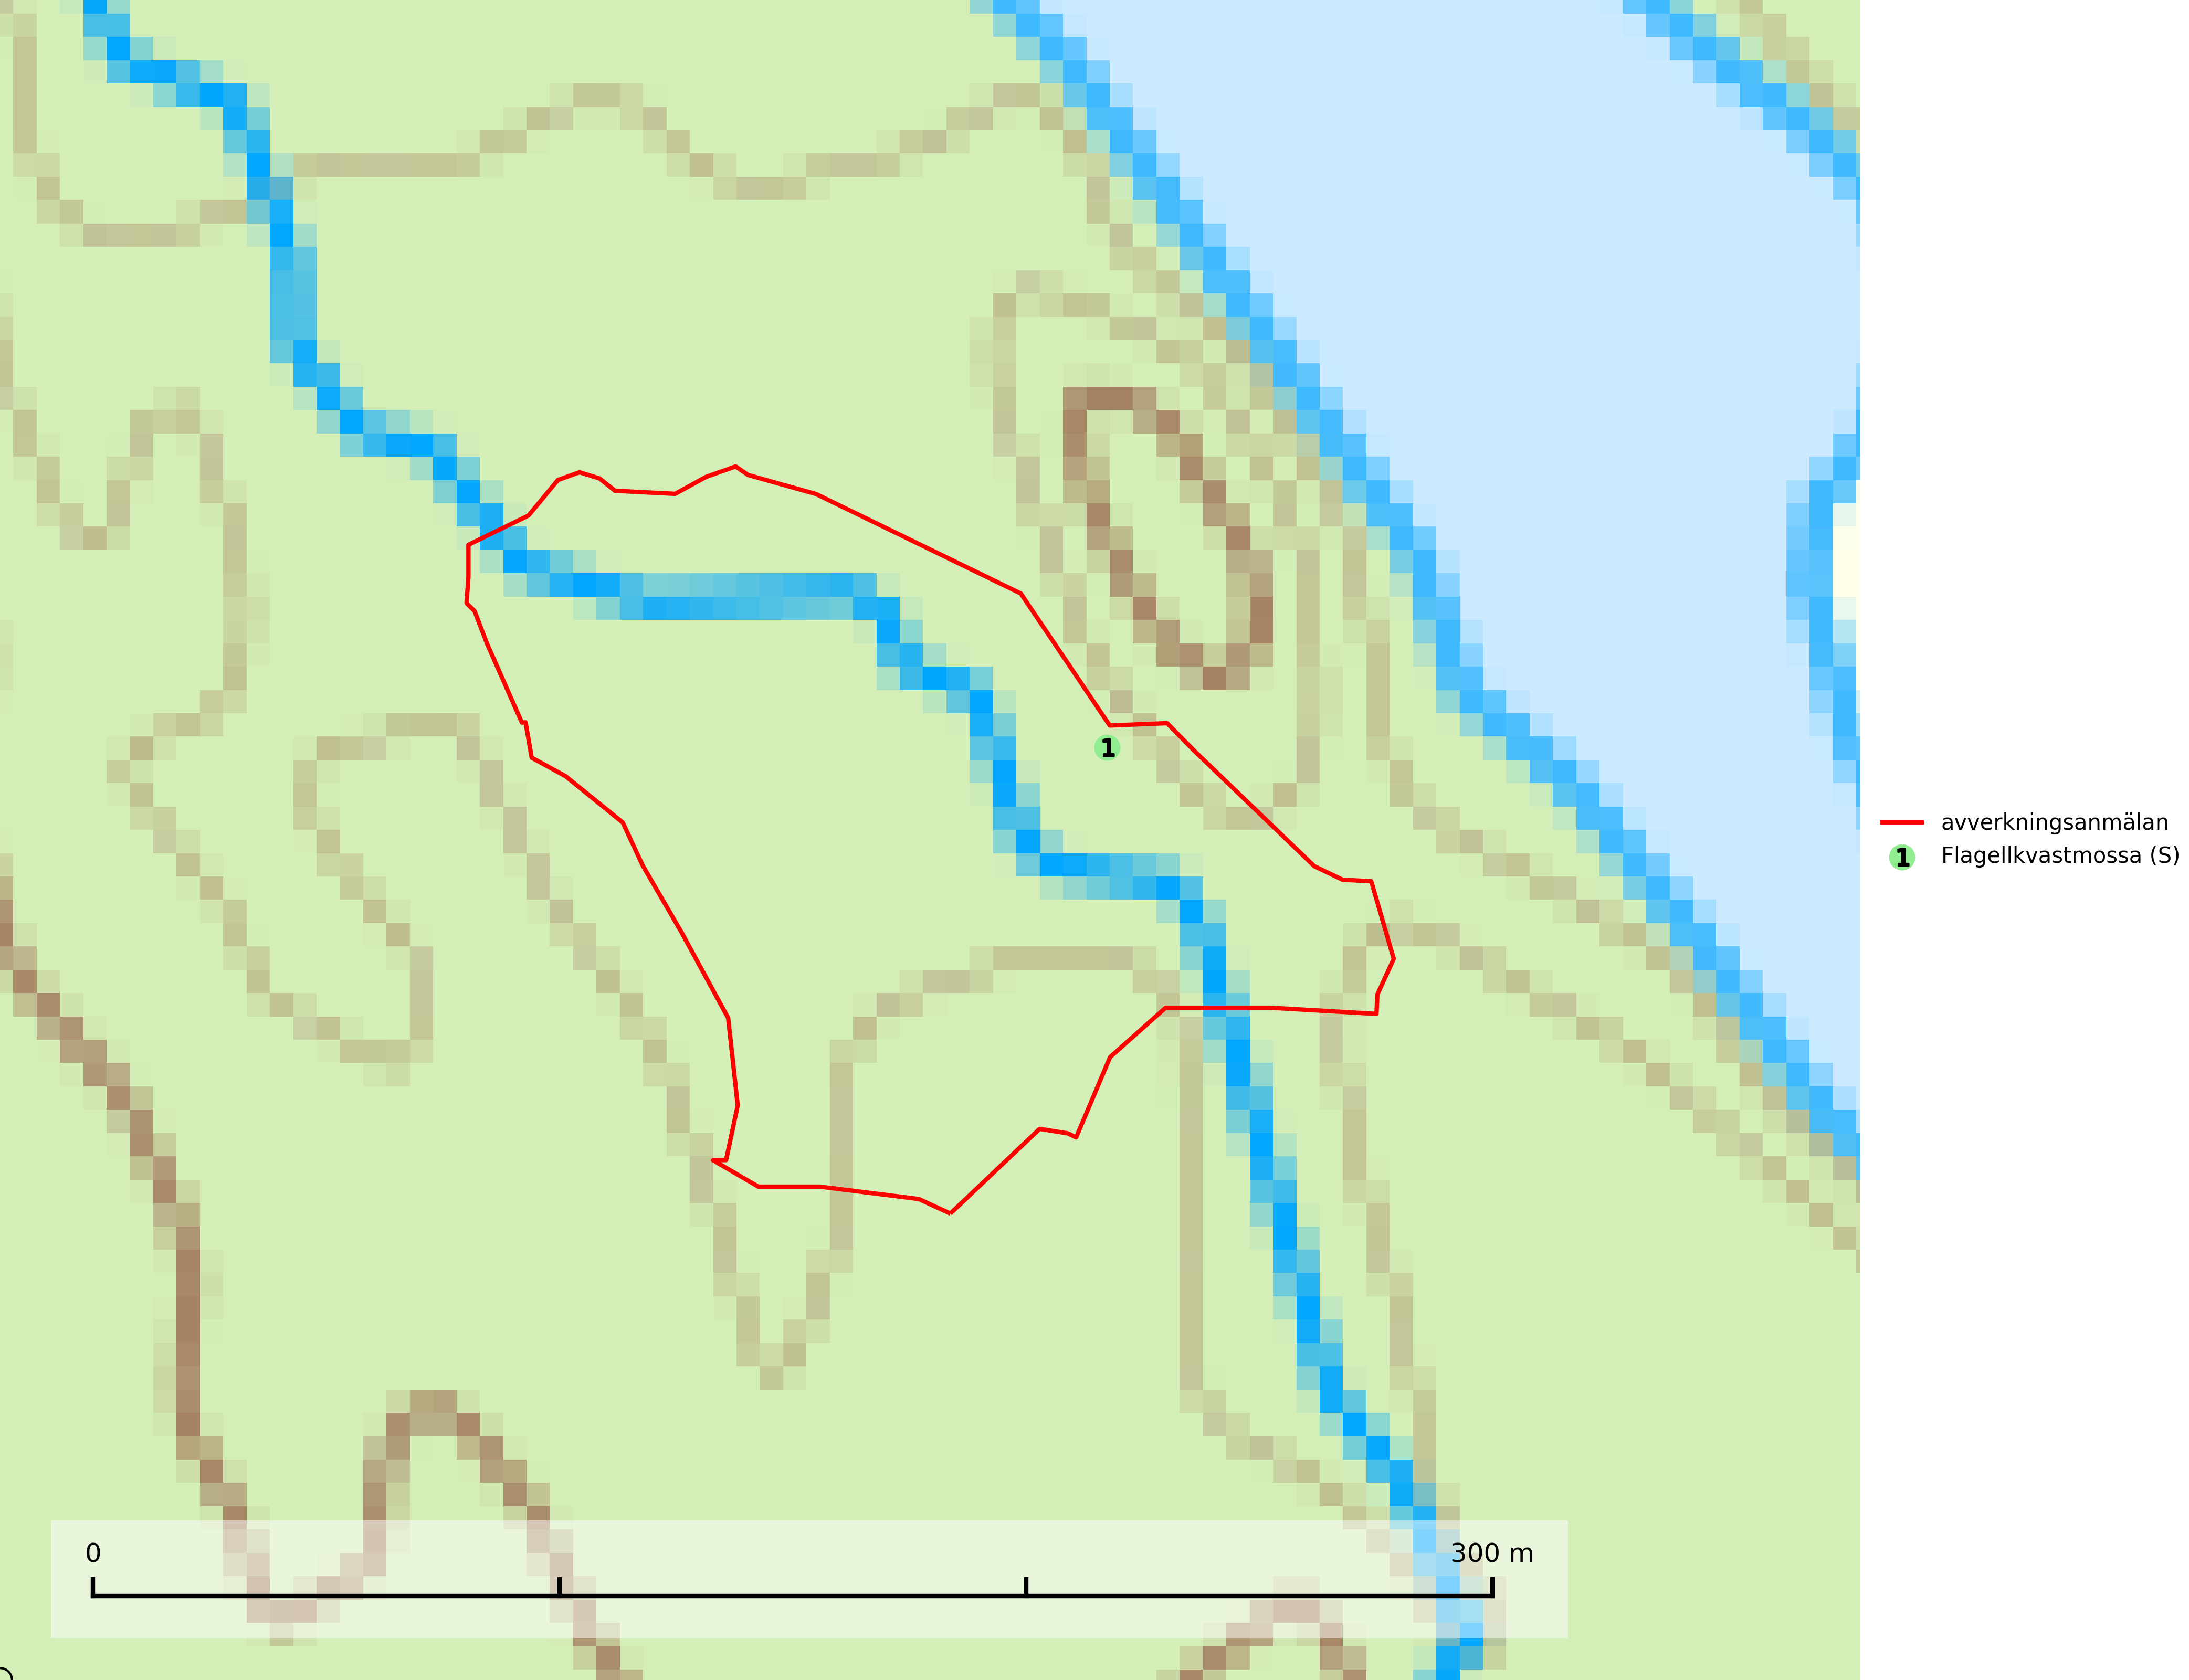 1
avverkningsanmälan
1 Flagellkvastmossa (S)
0 300 m